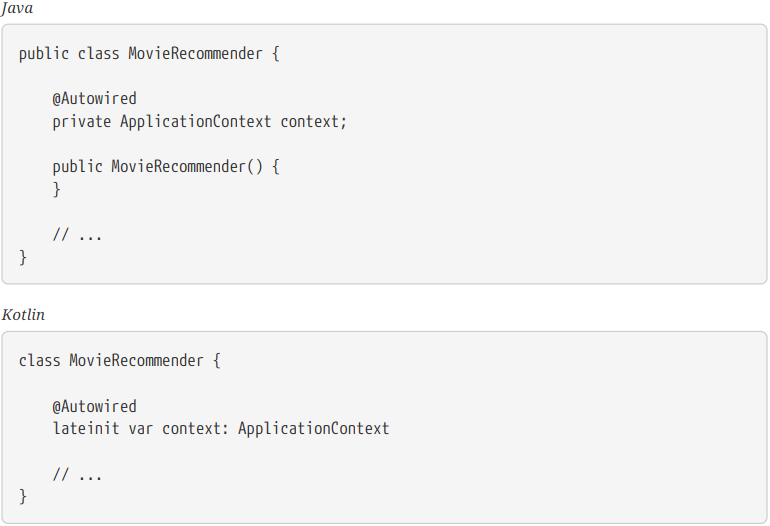 Java
public class MovieRecommender {
    @Autowired
    private ApplicationContext context;
    public MovieRecommender() {
    }
    // ...
}
Kotlin
class MovieRecommender {
    @Autowired
    lateinit var context: ApplicationContext
    // ...
}